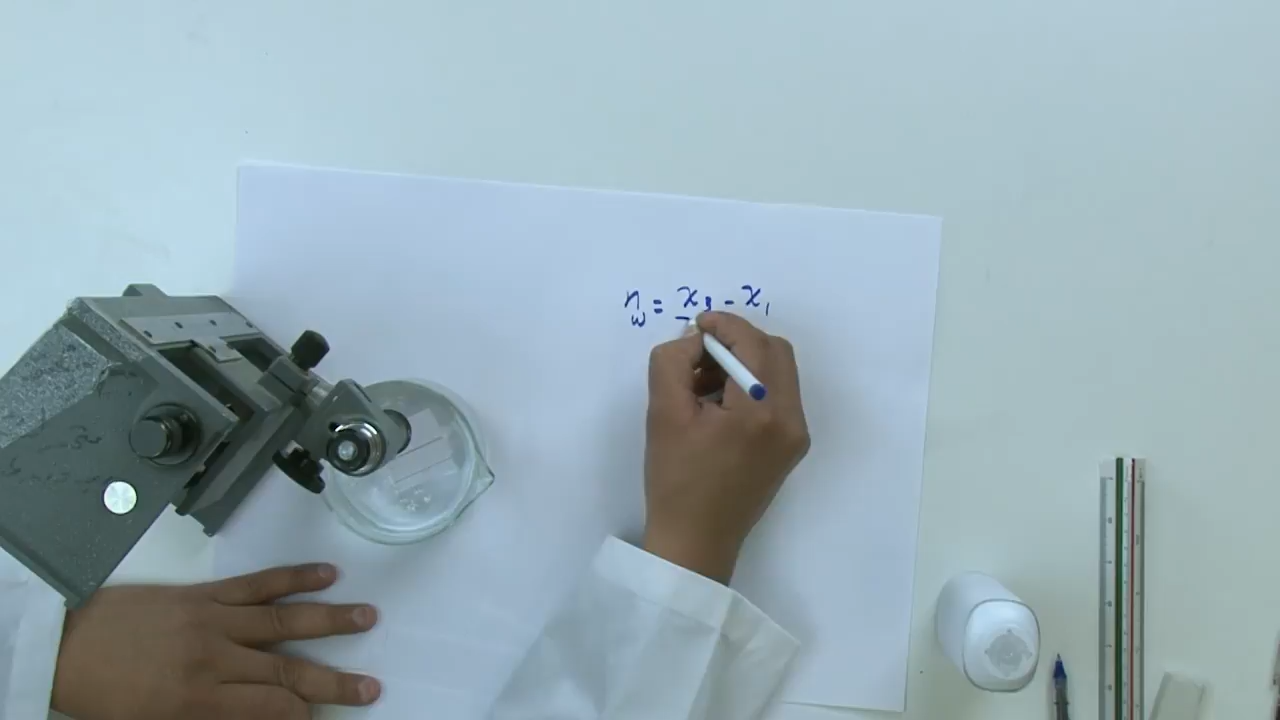 n_w = x_3 - x_1